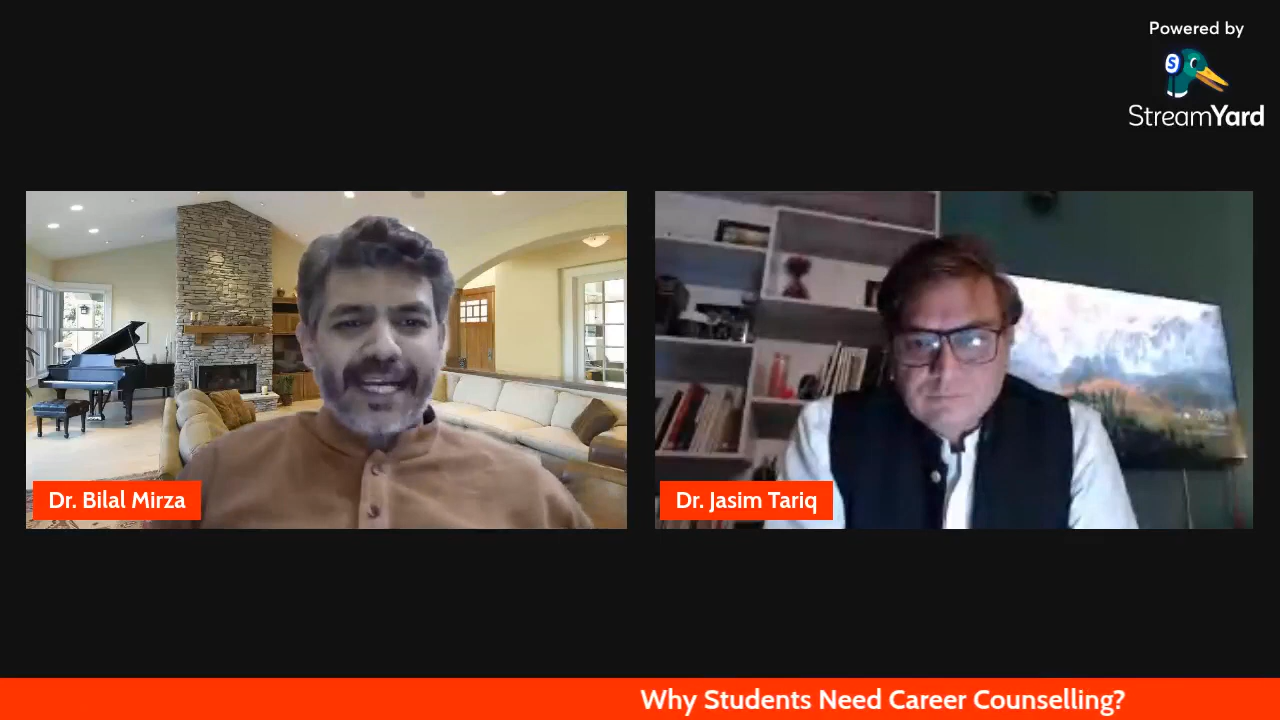 Powered by
S
StreamYard
Dr. Bilal Mirza
Dr. Jasim Tariq
Why Students Need Career Counselling?